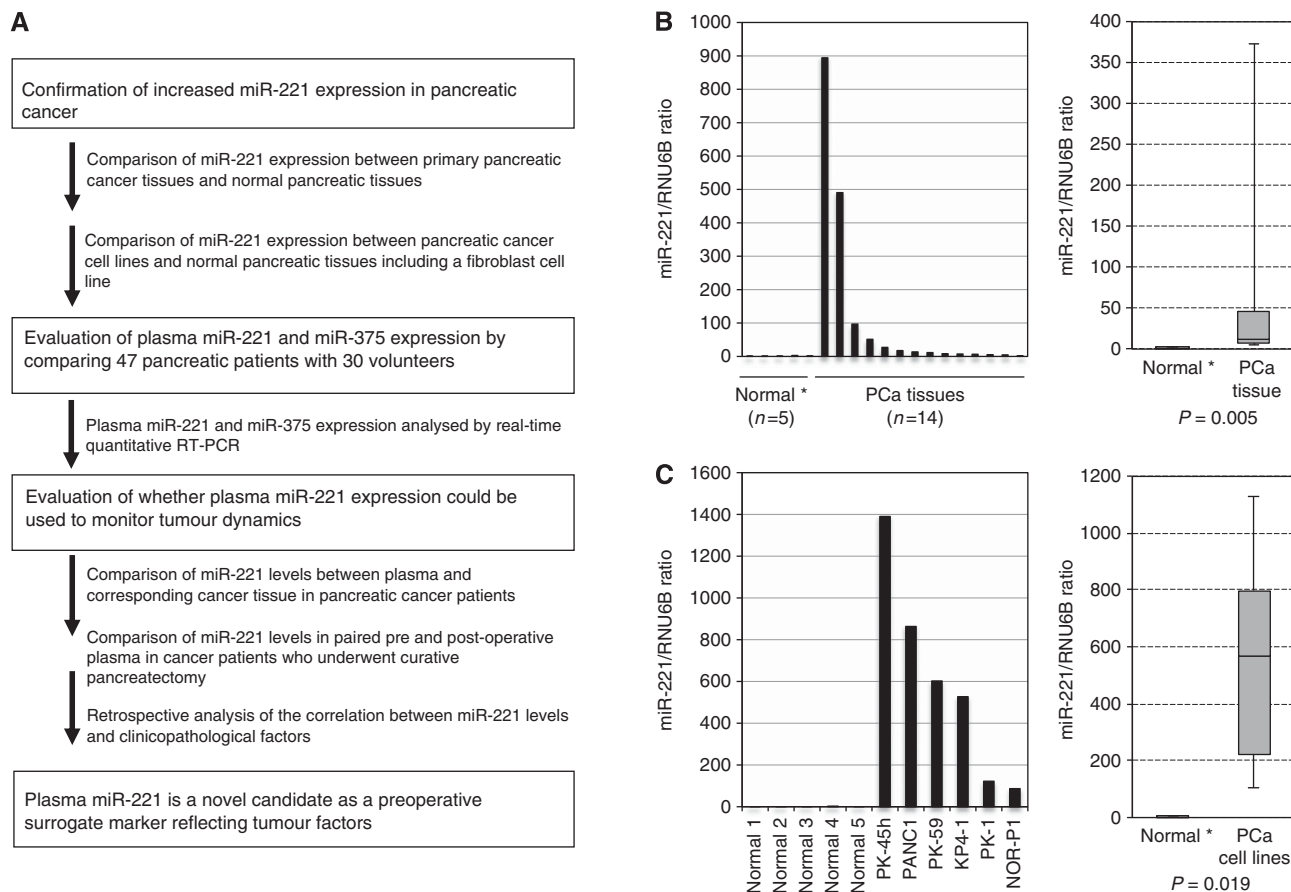 A
Confirmation of increased miR-221 expression in pancreatic
cancer
Comparison of miR-221 expression between primary pancreatic
cancer tissues and normal pancreatic tissues
Comparison of miR-221 expression between pancreatic cancer
cell lines and normal pancreatic tissues including a fibroblast cell
line
Evaluation of plasma miR-221 and miR-375 expression by
comparing 47 pancreatic patients with 30 volunteers
Plasma miR-221 and miR-375 expression analysed by real-time
quantitative RT-PCR
Evaluation of whether plasma miR-221 expression could be
used to monitor tumour dynamics
Comparison of miR-221 levels between plasma and
corresponding cancer tissue in pancreatic cancer patients
Comparison of miR-221 levels in paired pre and post-operative
plasma in cancer patients who underwent curative
pancreatectomy
Retrospective analysis of the correlation between miR-221 levels
and clinicopathological factors
Plasma miR-221 is a novel candidate as a preoperative
surrogate marker reflecting tumour factors
B
miR-221/RNU6B ratio
1000
900
800
700
600
500
400
300
200
100
0
Normal *
(n=5)
PCa tissues
(n=14)
miR-221/RNU6B ratio
400
350
300
250
200
150
100
50
0
Normal *
PCa
tissue
P = 0.005
C
miR-221/RNU6B ratio
1600
1400
1200
1000
800
600
400
200
0
Normal 1
Normal 2
Normal 3
Normal 4
Normal 5
PK-45h
PANC1
PK-59
KP4-1
PK-1
NOR-P1
miR-221/RNU6B ratio
1200
1000
800
600
400
200
0
Normal *
PCa
cell lines
P = 0.019